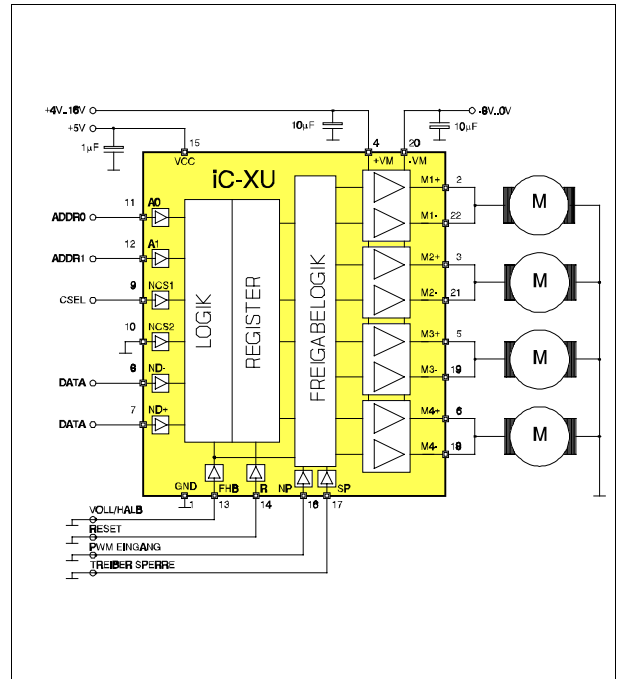 +4V..16V
-9V..0V
+5V
10µF
10µF
1µF
15
4
20
VCC
+VM
-VM
iC-XU
M1+
2
M
M1-
22
11
A0
ADDR0
12
A1
ADDR1
M2+
3
M
M2-
21
9
NCS1
CSEL
10
NCS2
LOGIK
REGISTER
FREIGABELOGIK
M3+
5
M
M3-
19
8
ND-
DATA
7
ND+
DATA
M4+
6
M
M4-
18
GND
FHB
R
NP
SP
1
13
14
16
17
VOLL/HALB
RESET
PWM EINGANG
TREIBER SPERRE